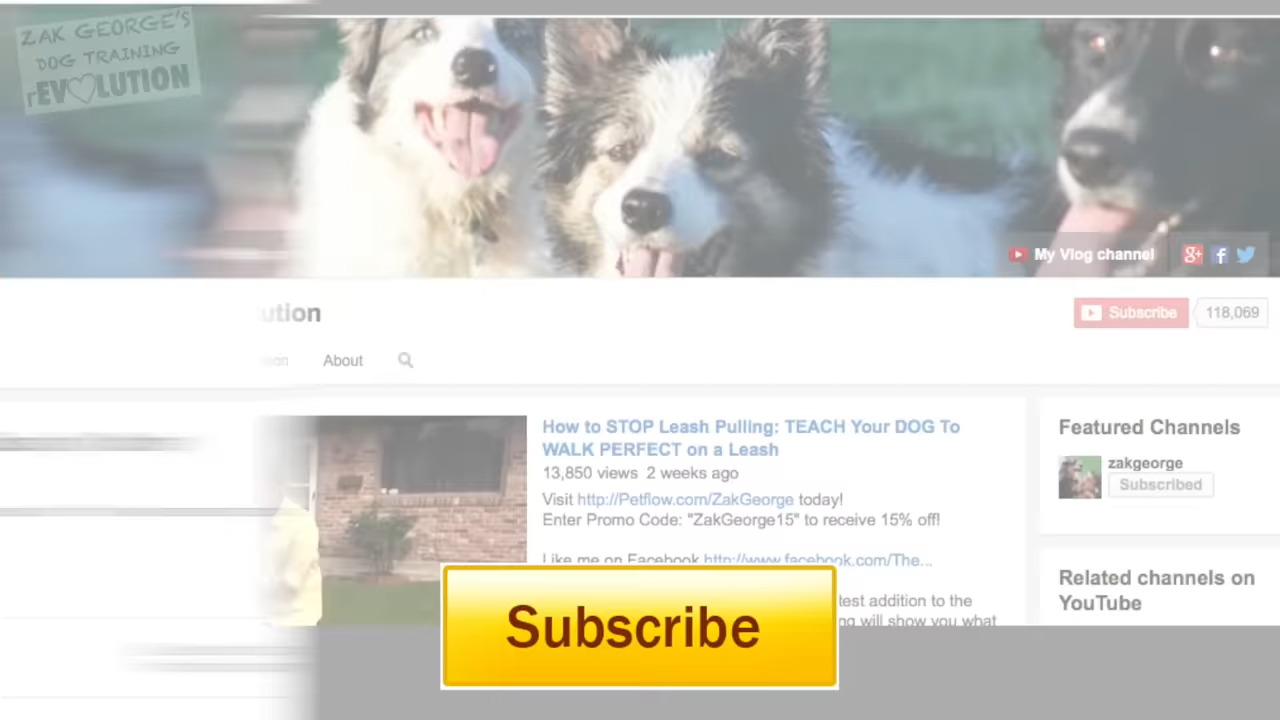 ZAK GEORGE'S
DOG TRAINING
rEVOLUTION
My Vlog channel
ution
Subscribe
118,069
About
How to STOP Leash Pulling: TEACH Your DOG To
WALK PERFECT on a Leash
13,850 views 2 weeks ago
Visit http://Petflow.com/ZakGeorge today!
Enter Promo Code: "ZakGeorge15" to receive 15% off!
Like me on Facebook http://www.facebook.com/The...
test addition to the
ng will show you what
Featured Channels
zakgeorge
Subscribed
Related channels on
YouTube
Subscribe